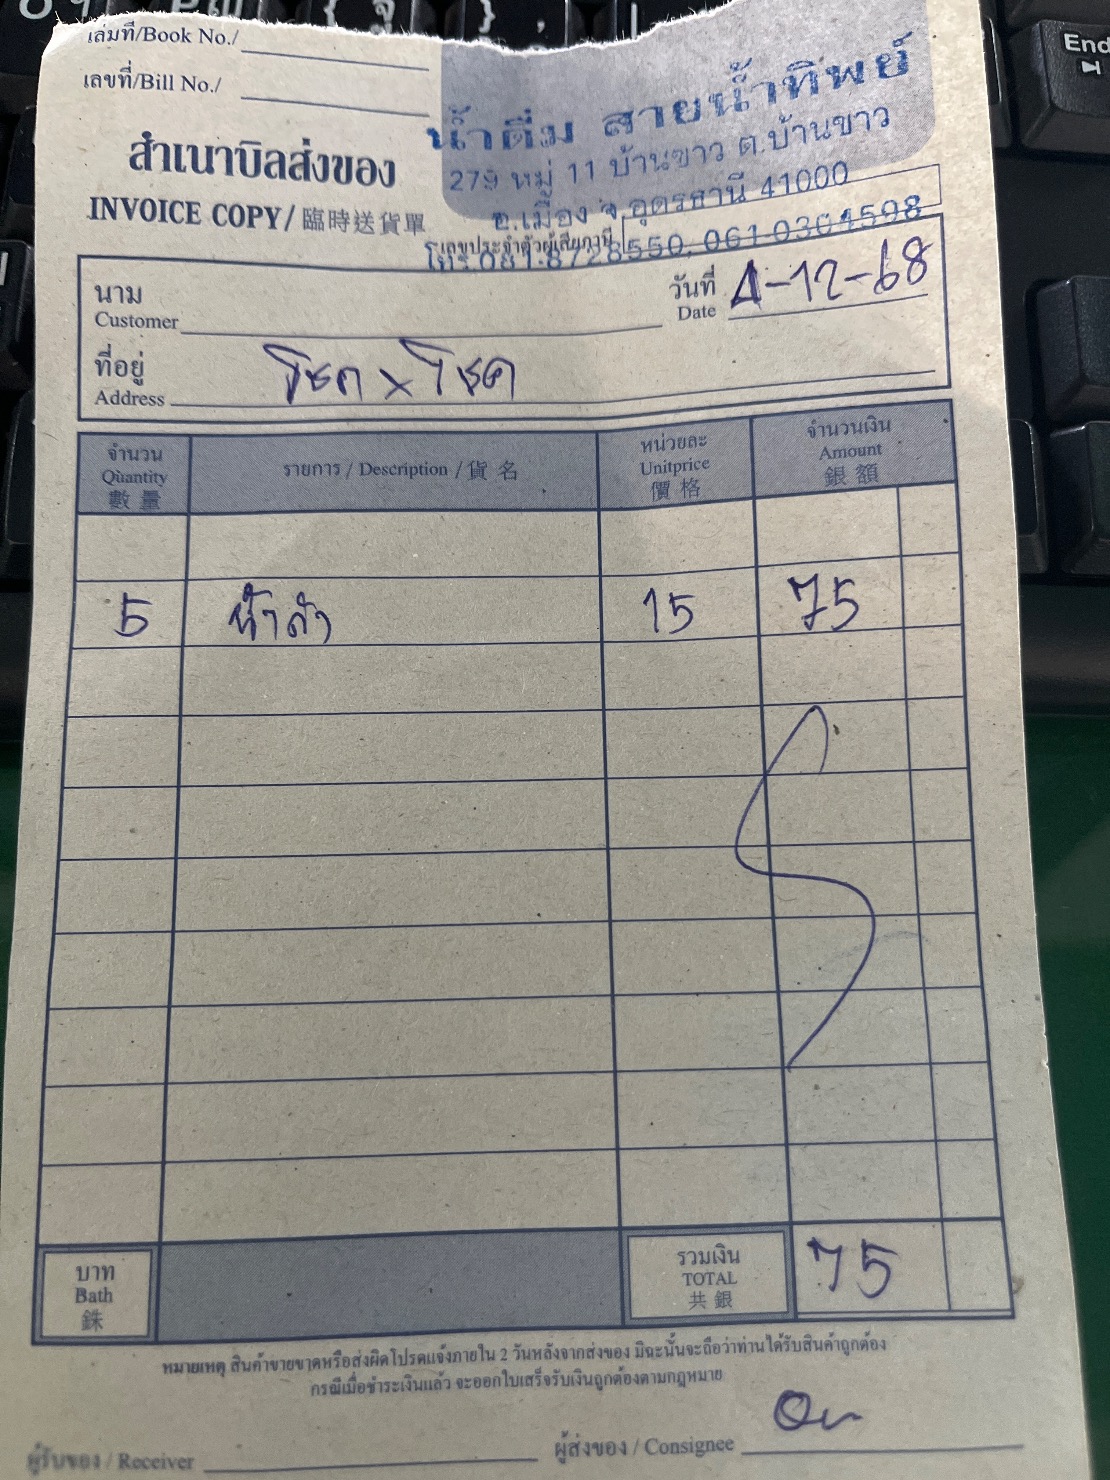 เล่มที่/Book No./
เลขที่/Bill No./
น้ำดื่ม สายน้ำทิพย์
279 หมู่ 11 บ้านขาว ต.บ้านขาว
อ.เมือง จ.อุดรธานี 41000
โทร.081-8728550, 061-0304598
สำเนาบิลส่งของ
INVOICE COPY/ 臨時送貨單
เลขประจำตัวผู้เสียภาษี
นาม
Customer
วันที่ 4-12-68
Date
ที่อยู่ โชค x โชค
Address
จำนวน
Quantity
數量
รายการ / Description / 貨名
หน่วยละ
Unitprice
價格
จำนวนเงิน
Amount
銀額
5 น้ำถัง 15 75
บาท
Bath
銖
รวมเงิน
TOTAL
共銀
75
หมายเหตุ สินค้าขายขาดหรือส่งผิดโปรดแจ้งภายใน 2 วันหลังจากส่งของ มิฉะนั้นจะถือว่าท่านได้รับสินค้าถูกต้อง
กรณีเมื่อชำระเงินแล้ว จะออกใบเสร็จรับเงินถูกต้องตามกฎหมาย
ผู้รับของ / Receiver
ผู้ส่งของ / Consignee